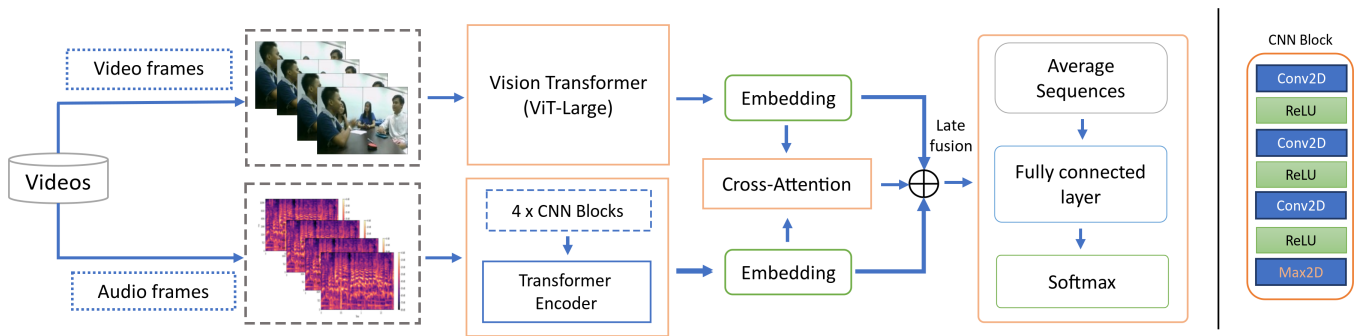 Video frames
Videos
Audio frames
Vision Transformer
(ViT-Large)
4 x CNN Blocks
Transformer
Encoder
Embedding
Cross-Attention
Embedding
Late
fusion
Average
Sequences
Fully connected
layer
Softmax
CNN Block
Conv2D
ReLU
Conv2D
ReLU
Conv2D
ReLU
Max2D